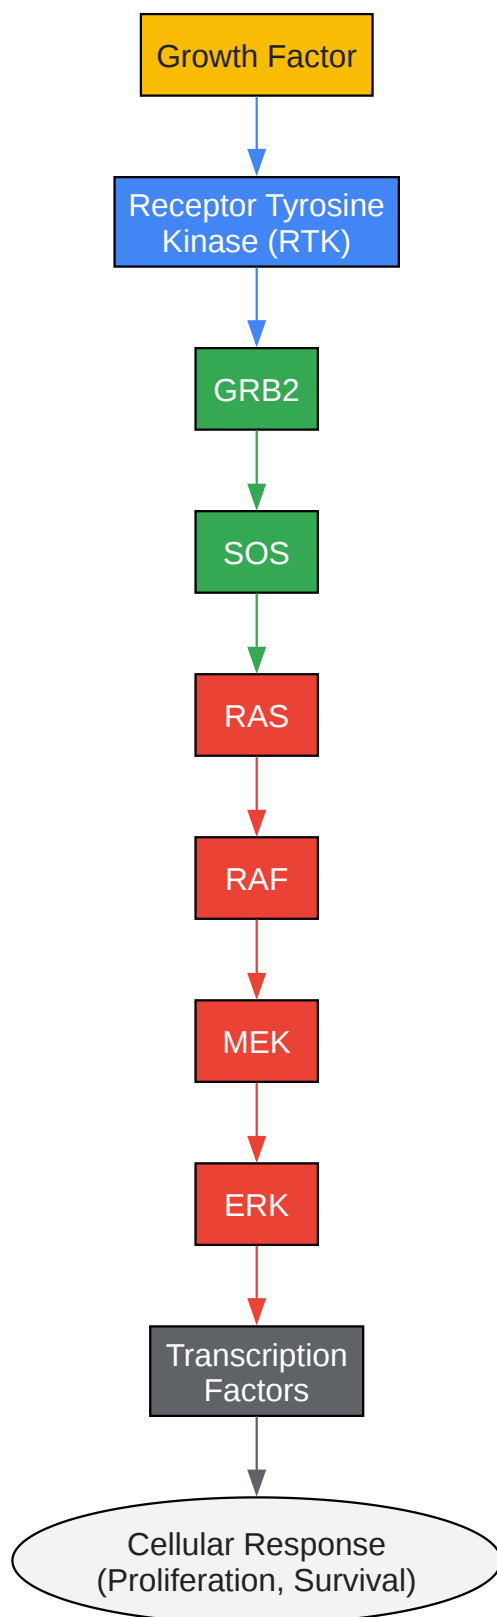 Growth Factor
Receptor Tyrosine
Kinase (RTK)
GRB2
SOS
RAS
RAF
MEK
ERK
Transcription
Factors
Cellular Response
(Proliferation, Survival)